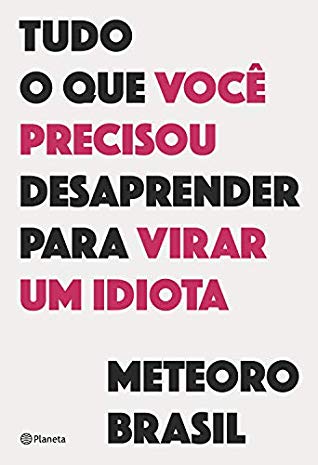 TUDO
O QUE VOCÊ
PRECISOU
DESAPRENDER
PARA VIRAR
UM IDIOTA
METEORO
BRASIL
Planeta